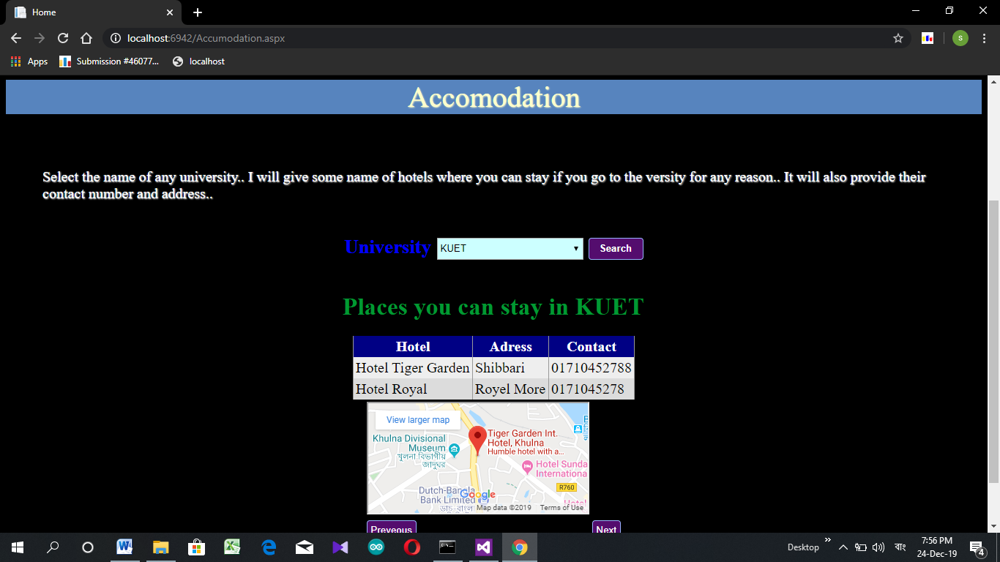 Home
localhost:6942/Accumodation.aspx
S
Apps
Submission #46077...
localhost
Accomodation
Select the name of any university.. I will give some name of hotels where you can stay if you go to the versity for any reason.. It will also provide their
contact number and address..
University KUET Search
Places you can stay in KUET
Hotel Adress Contact
Hotel Tiger Garden Shibbari 01710452788
Hotel Royal Royel More 0171045278
View larger map
Khulna Divisional
Museum
খুলনা বিভাগীয়
জাদুঘর
Tiger Garden Int.
Hotel, Khulna
Humble hotel with a...
Hotel Sunda
Internationa
R760
Dutch-Bangla
Bank Limited
ডাচ-বাংলা
Google
Hotel
Map data ©2019 Terms of Use
Preveous Next
Desktop
বাং
7:56 PM
24-Dec-19
4